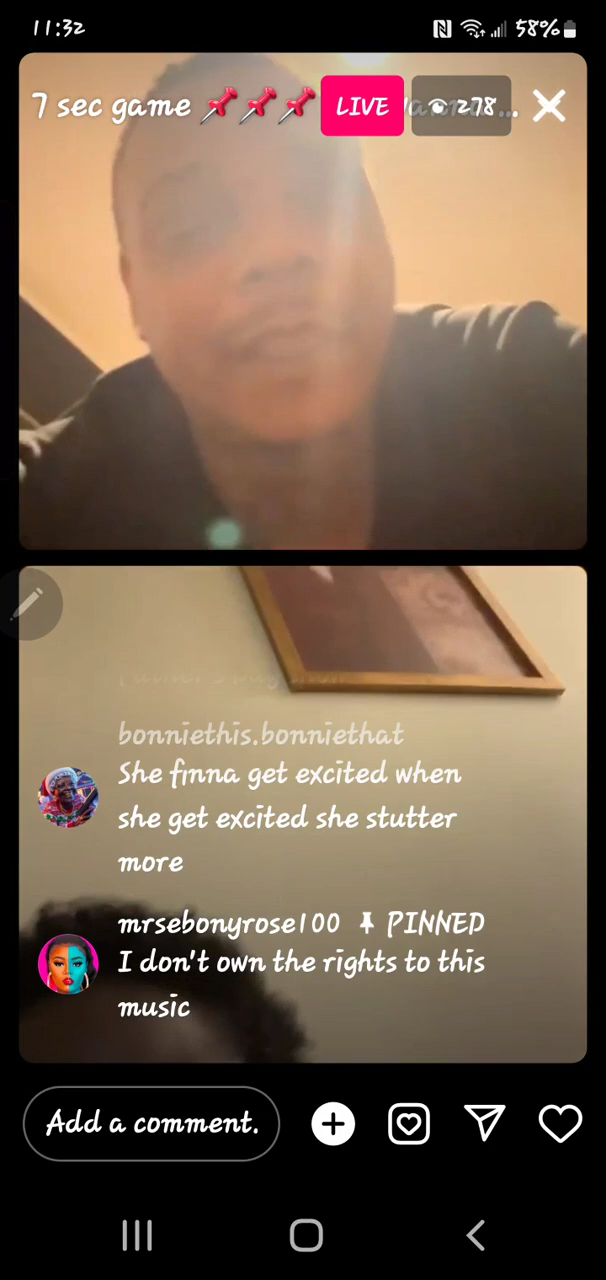 11:32
58%
7 sec game 📌📌📌
LIVE
278
bonniethis.bonniethat
She finna get excited when
she get excited she stutter
more
mrsebonyrose100 PINNED
I don't own the rights to this
music
Add a comment.